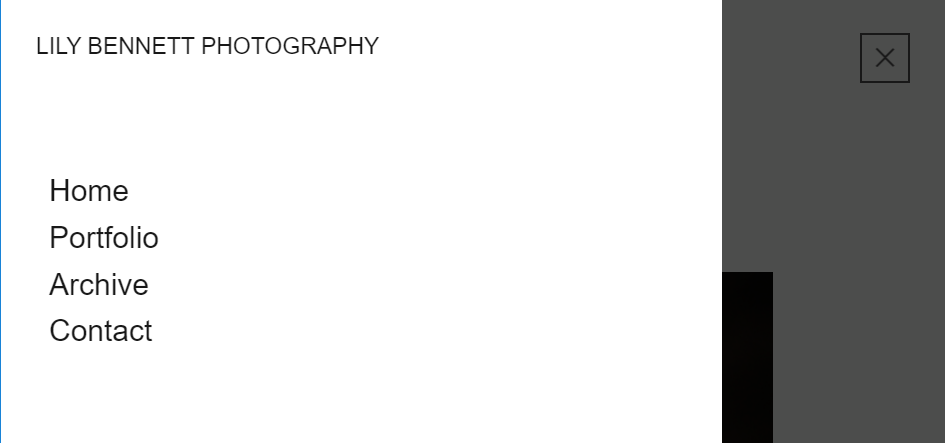 LILY BENNETT PHOTOGRAPHY
Home
Portfolio
Archive
Contact